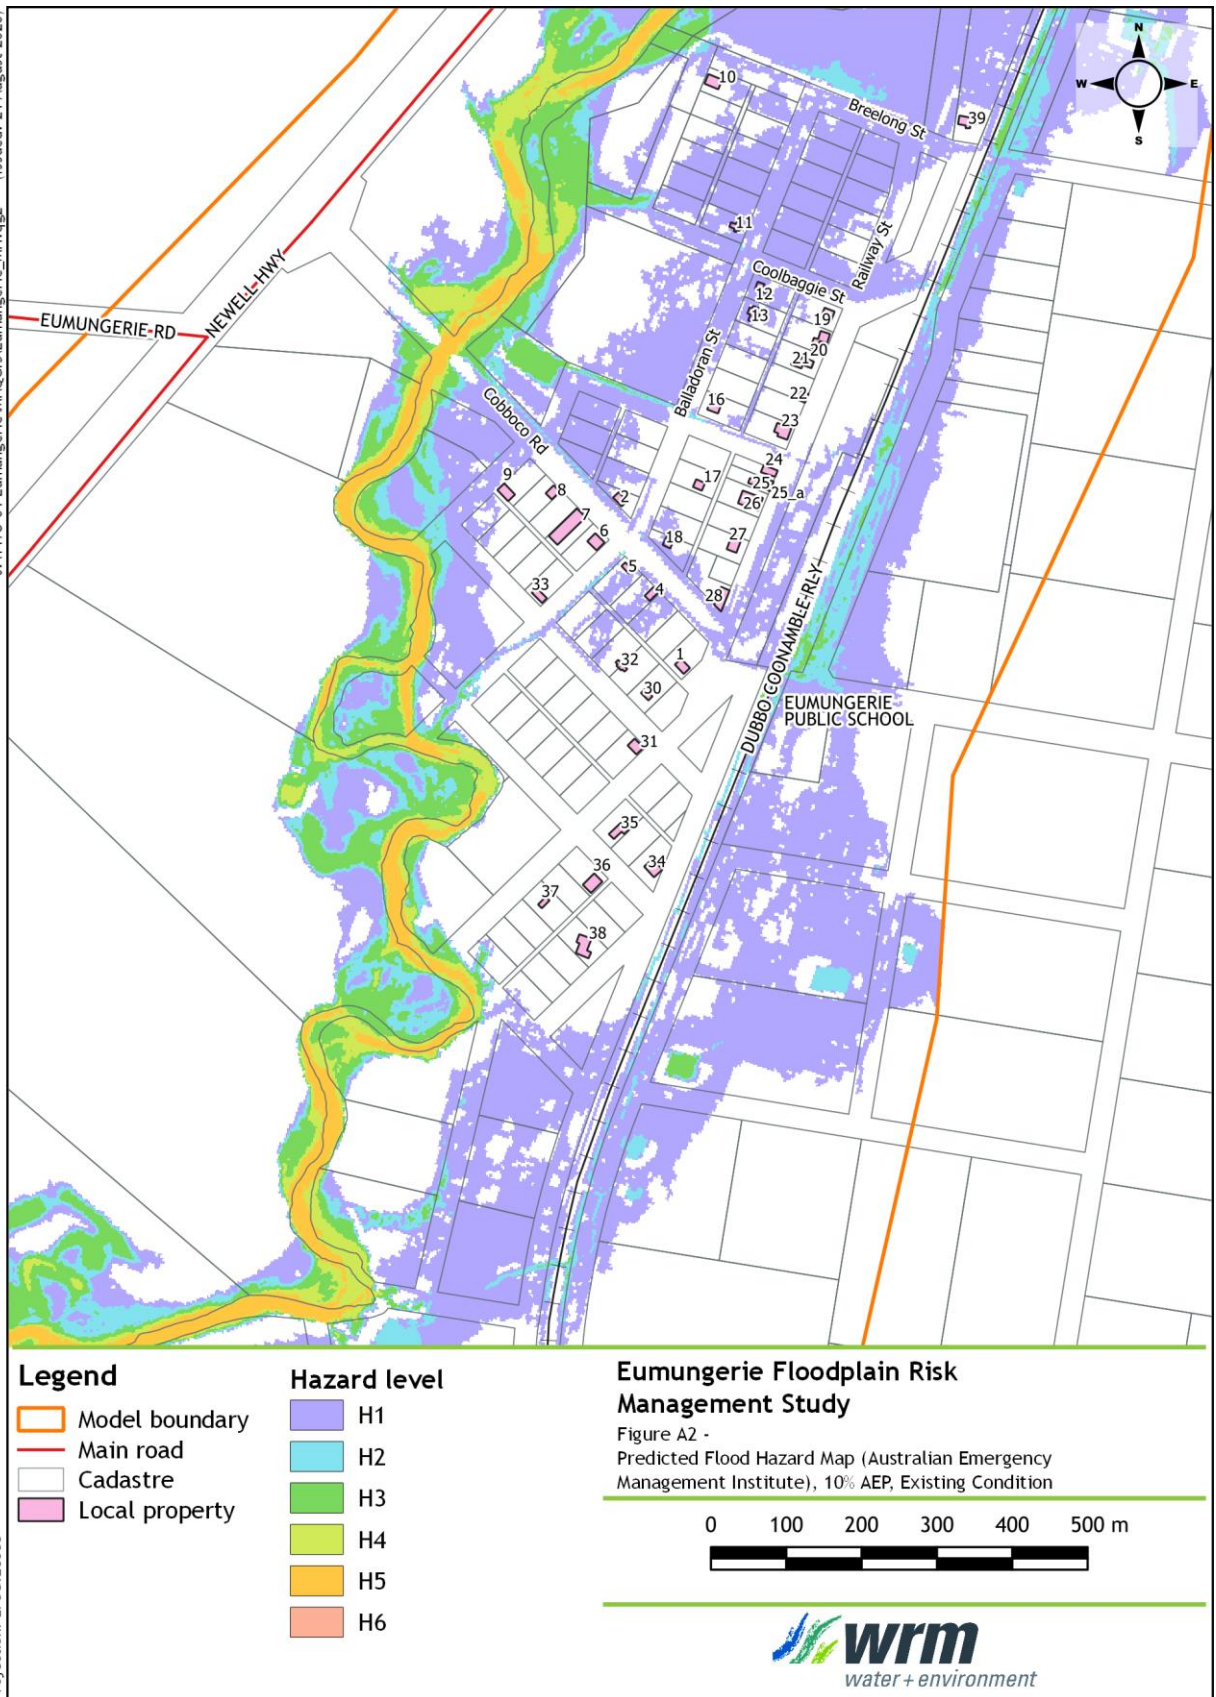 N
W
E
S
10
Breelong St
39
11
Railway St
Coolbaggie St
12
13
19
20
21
Balladoran St
22
16
23
NEWELL HWY
EUMUNGERIE RD
Cobboco Rd
24
17
25
25_a
26
9
8
2
7
6
18
27
5
4
33
28
32
1
30
DUBBO-COONAMBLE RLY
EUMUNGERIE
PUBLIC SCHOOL
31
35
34
36
37
38
Legend
Model boundary
Main road
Cadastre
Local property
Hazard level
H1
H2
H3
H4
H5
H6
Eumungerie Floodplain Risk
Management Study
Figure A2 -
Predicted Flood Hazard Map (Australian Emergency
Management Institute), 10% AEP, Existing Condition
0 100 200 300 400 500 m
wrm
water + environment